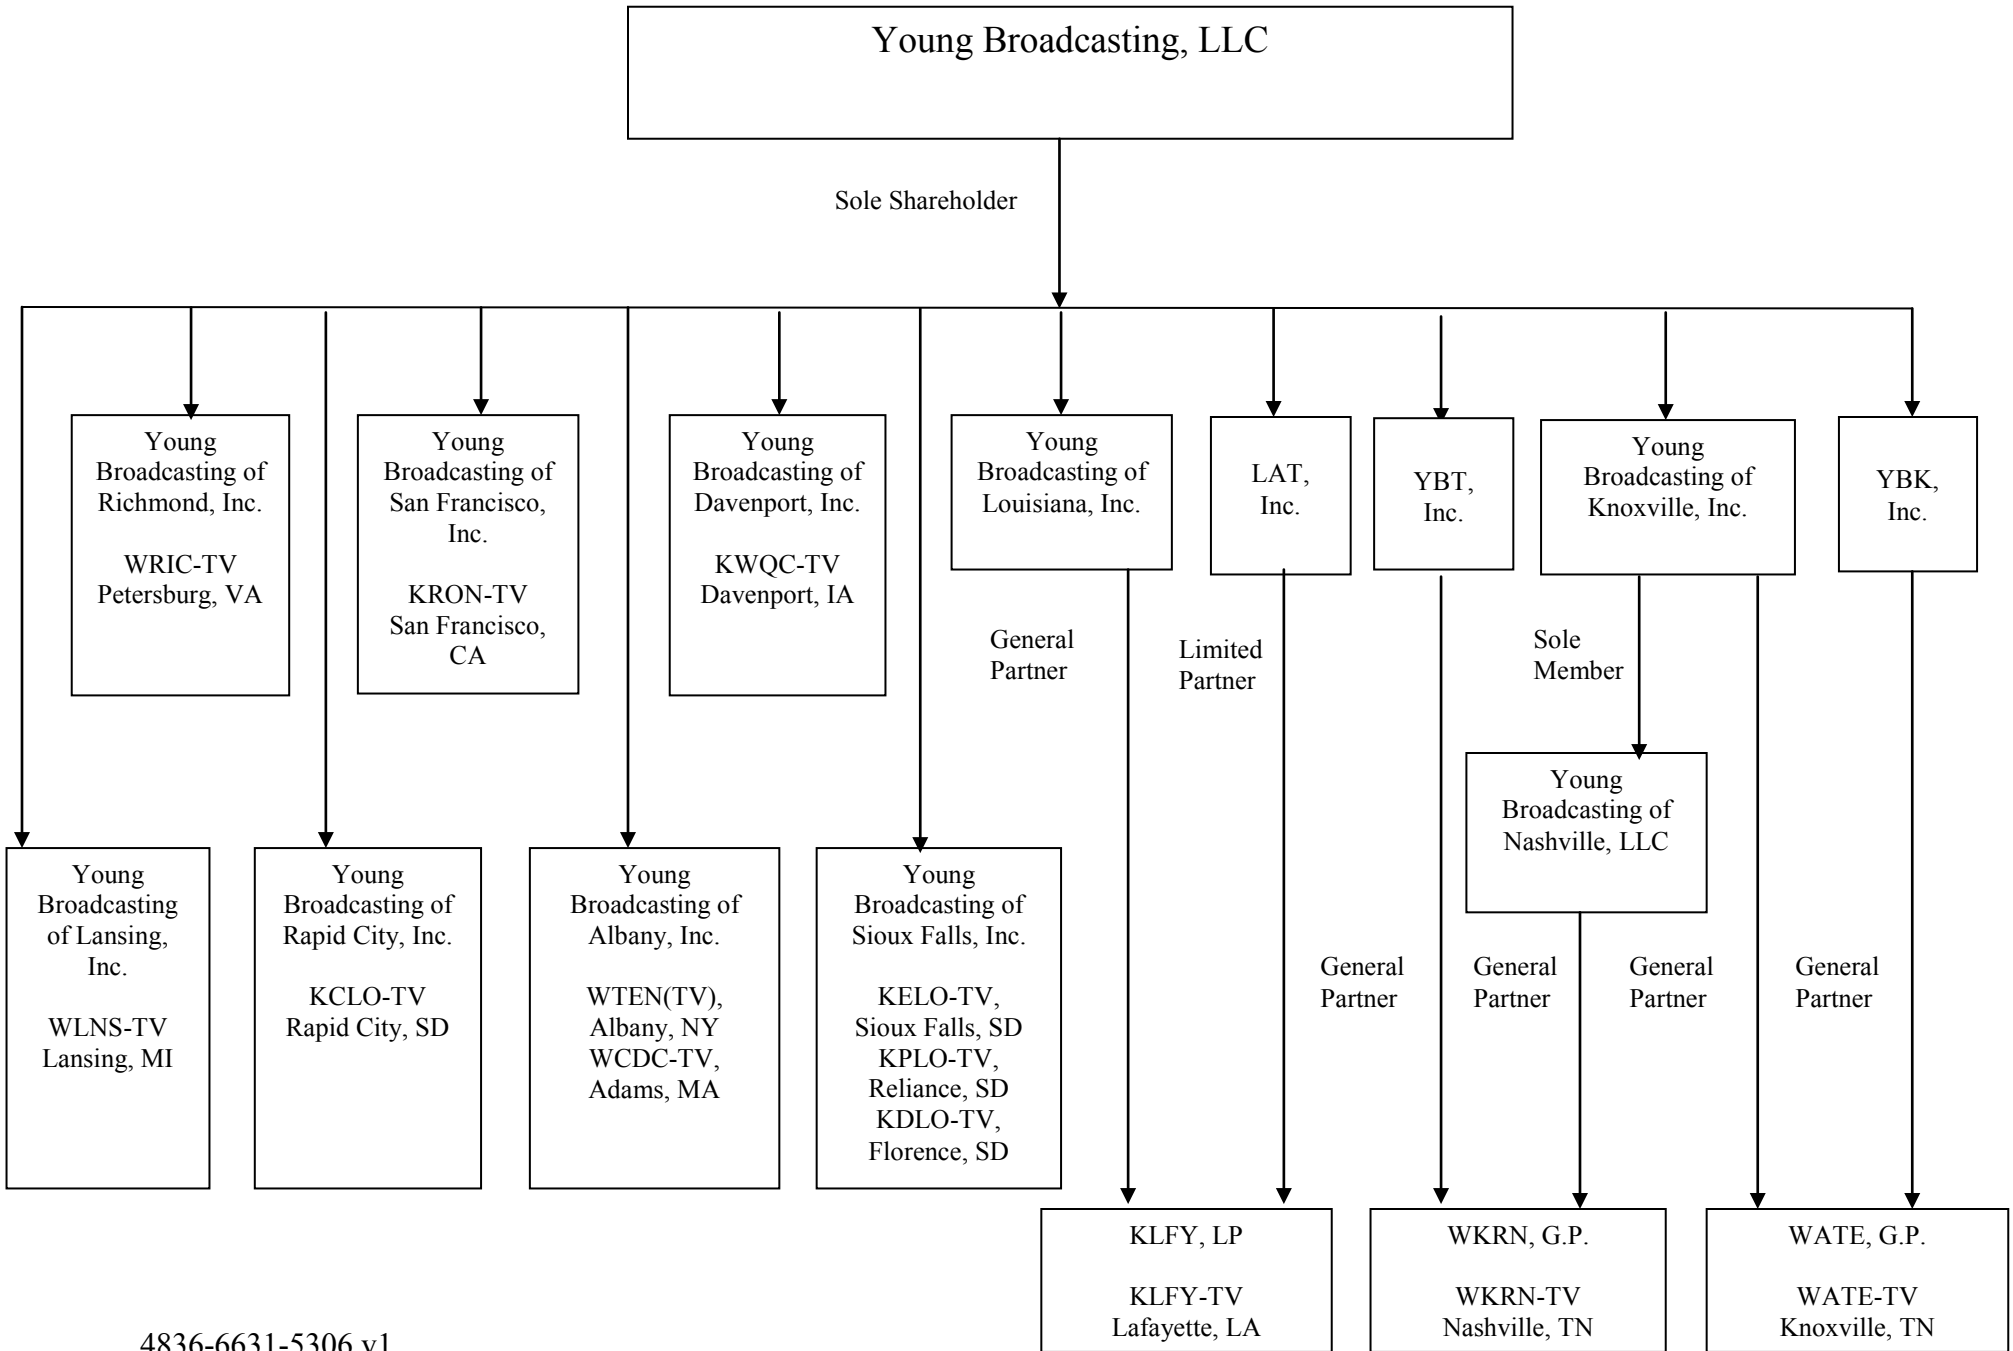 Young Broadcasting, LLC
Sole Shareholder
Young
Broadcasting of
Richmond, Inc.
WRIC-TV
Petersburg, VA
Young
Broadcasting of
San Francisco,
Inc.
KRON-TV
San Francisco,
CA
Young
Broadcasting of
Davenport, Inc.
KWQC-TV
Davenport, IA
Young
Broadcasting of
Louisiana, Inc.
LAT,
Inc.
YBT,
Inc.
Young
Broadcasting of
Knoxville, Inc.
YBK,
Inc.
General
Partner
Limited
Partner
Sole
Member
Young
Broadcasting of
Nashville, LLC
Young
Broadcasting
of Lansing,
Inc.
WLNS-TV
Lansing, MI
Young
Broadcasting of
Rapid City, Inc.
KCLO-TV
Rapid City, SD
Young
Broadcasting of
Albany, Inc.
WTEN(TV),
Albany, NY
WCDC-TV,
Adams, MA
Young
Broadcasting of
Sioux Falls, Inc.
KELO-TV,
Sioux Falls, SD
KPLO-TV,
Reliance, SD
KDLO-TV,
Florence, SD
General
Partner
General
Partner
General
Partner
General
Partner
KLFY, LP
KLFY-TV
Lafayette, LA
WKRN, G.P.
WKRN-TV
Nashville, TN
WATE, G.P.
WATE-TV
Knoxville, TN
4836-6631-5306 v1